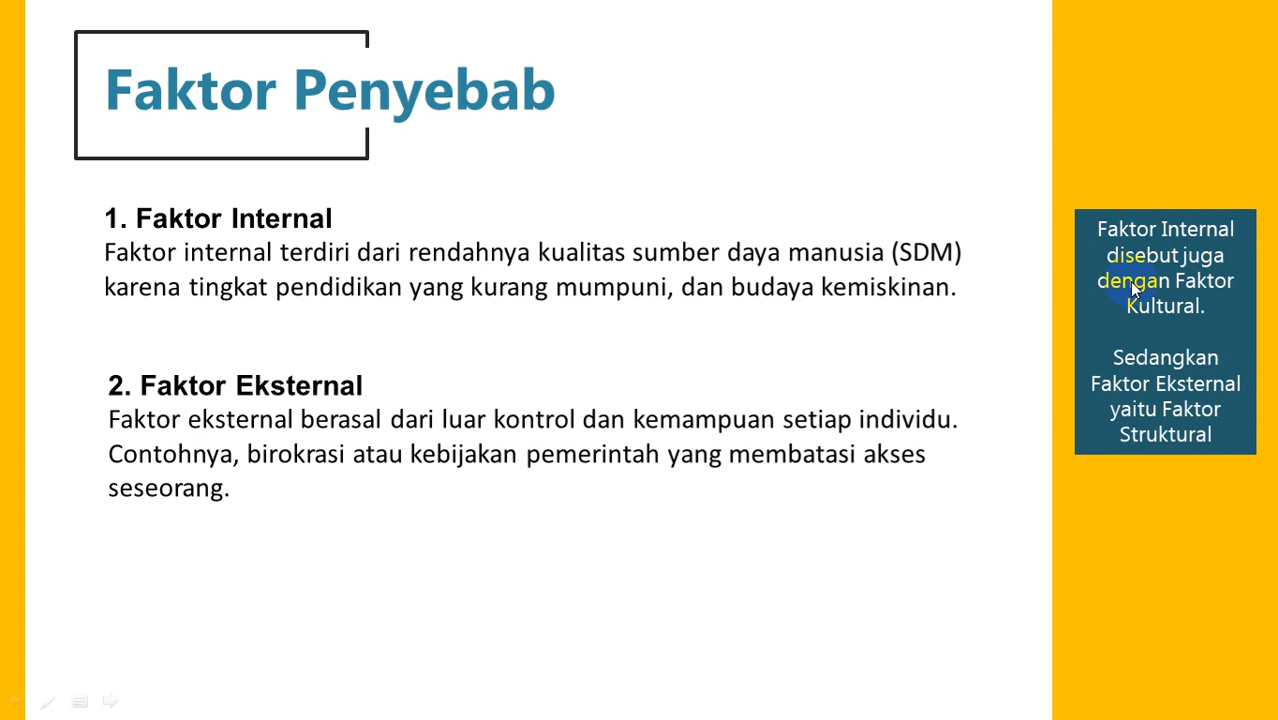 Faktor Penyebab
1. Faktor Internal
Faktor internal terdiri dari rendahnya kualitas sumber daya manusia (SDM)
karena tingkat pendidikan yang kurang mumpuni, dan budaya kemiskinan.
2. Faktor Eksternal
Faktor eksternal berasal dari luar kontrol dan kemampuan setiap individu.
Contohnya, birokrasi atau kebijakan pemerintah yang membatasi akses
seseorang.
Faktor Internal
disebut juga
dengan Faktor
Kultural.
Sedangkan
Faktor Eksternal
yaitu Faktor
Struktural